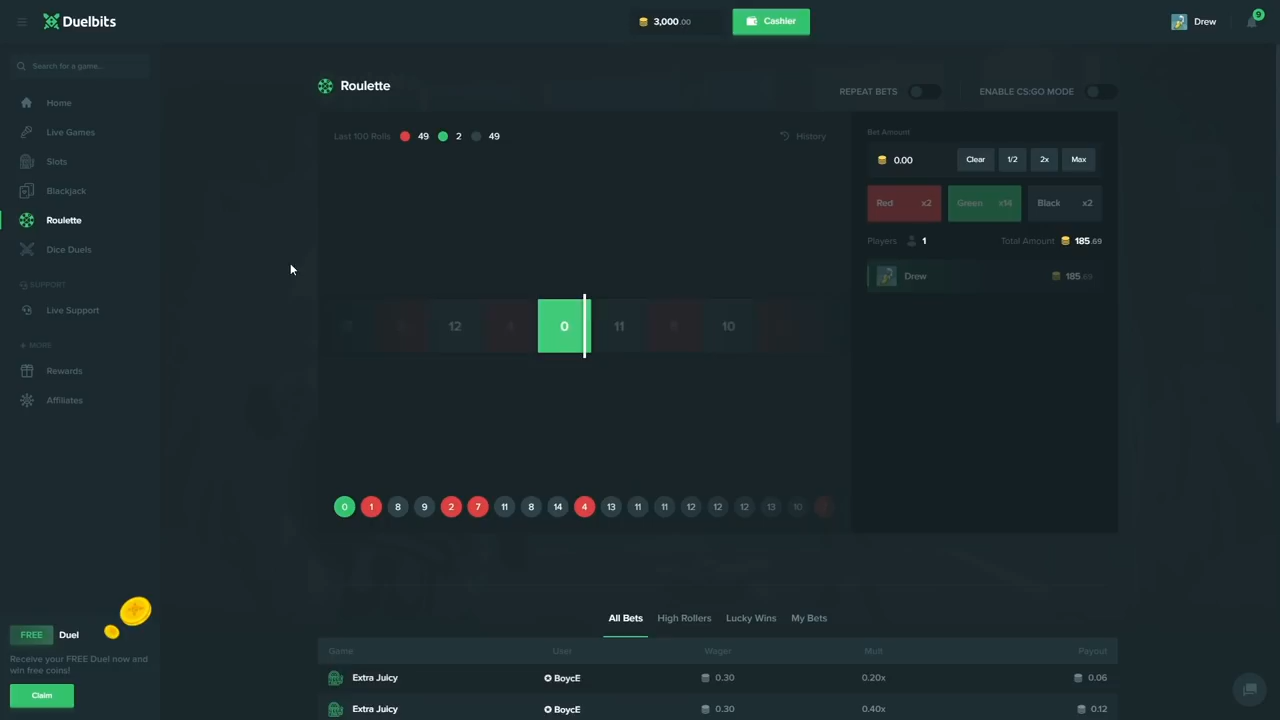 Duelbits
3,000.00
Cashier
Drew
9
Search for a game...
Home
Live Games
Slots
Blackjack
Roulette
Dice Duels
SUPPORT
Live Support
MORE
Rewards
Affiliates
FREE Duel
Receive your FREE Duel now and
win free coins!
Claim
Roulette
REPEAT BETS
ENABLE CS:GO MODE
Last 100 Rolls 49 2 49
History
12 0 11 10
0 1 8 9 2 7 11 8 14 4 13 11 11 12 12 12 13 10
Bet Amount
0.00 Clear 1/2 2x Max
Red x2 Green x14 Black x2
Players 1 Total Amount 185.69
Drew 185.69
All Bets High Rollers Lucky Wins My Bets
Game User Wager Mult Payout
Extra Juicy BoycE 0.30 0.20x 0.06
Extra Juicy BoycE 0.30 0.40x 0.12